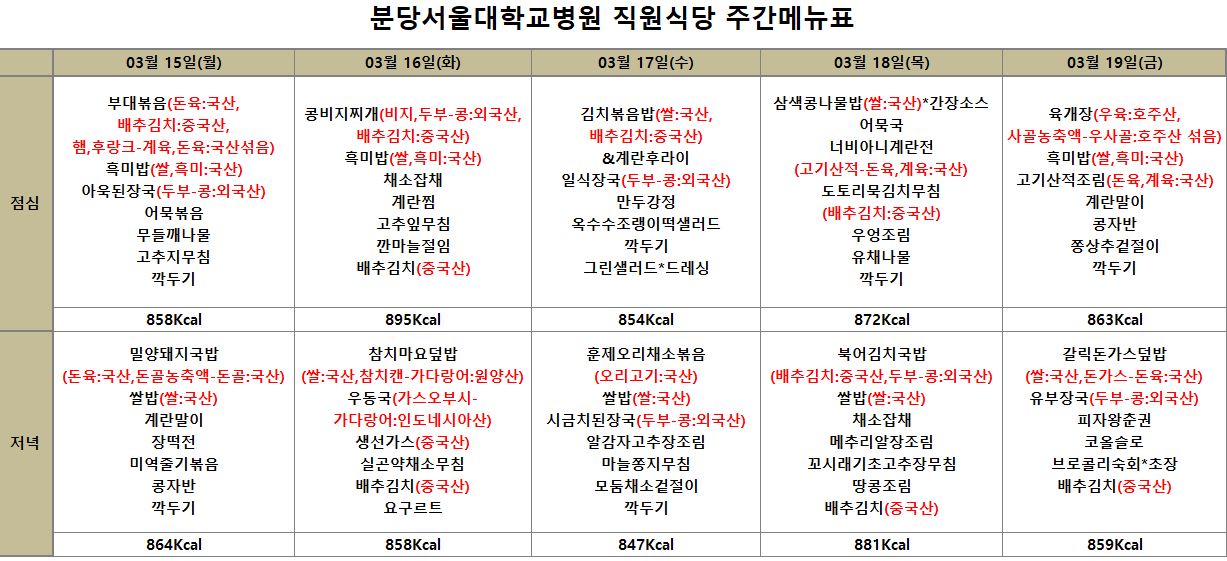 분당서울대학교병원 직원식당 주간메뉴표
03월 15일(월)
03월 16일(화)
03월 17일(수)
03월 18일(목)
03월 19일(금)
점심
부대볶음(돈육:국산,
배추김치:중국산,
햄,후랑크-계육,돈육:국산섞음)
흑미밥(쌀,흑미:국산)
아욱된장국(두부-콩:외국산)
어묵볶음
무들깨나물
고추지무침
깍두기
콩비지찌개(비지,두부-콩:외국산,
배추김치:중국산)
흑미밥(쌀,흑미:국산)
채소잡채
계란찜
고추잎무침
깐마늘절임
배추김치(중국산)
김치볶음밥(쌀:국산,
배추김치:중국산)
&계란후라이
일식장국(두부-콩:외국산)
만두강정
옥수수조랭이떡샐러드
깍두기
그린샐러드*드레싱
삼색콩나물밥(쌀:국산)*간장소스
어묵국
너비아니계란전
(고기산적-돈육,계육:국산)
도토리묵김치무침
(배추김치:중국산)
우엉조림
유채나물
깍두기
육개장(우육:호주산,
사골농축액-우사골:호주산 섞음)
흑미밥(쌀,흑미:국산)
고기산적조림(돈육,계육:국산)
계란말이
콩자반
쫑상추겉절이
깍두기
858Kcal
895Kcal
854Kcal
872Kcal
863Kcal
저녁
밀양돼지국밥
(돈육:국산,돈골농축액-돈골:국산)
쌀밥(쌀:국산)
계란말이
장떡전
미역줄기볶음
콩자반
깍두기
참치마요덮밥
(쌀:국산,참치캔-가다랑어:원양산)
우동국(가스오부시-
가다랑어:인도네시아산)
생선가스(중국산)
실곤약채소무침
배추김치(중국산)
요구르트
훈제오리채소볶음
(오리고기:국산)
쌀밥(쌀:국산)
시금치된장국(두부-콩:외국산)
알감자고추장조림
마늘쫑지무침
모둠채소겉절이
깍두기
북어김치국밥
(배추김치:중국산,두부-콩:외국산)
쌀밥(쌀:국산)
채소잡채
메추리알장조림
꼬시래기초고추장무침
땅콩조림
배추김치(중국산)
갈릭돈가스덮밥
(쌀:국산,돈가스-돈육:국산)
유부장국(두부-콩:외국산)
피자왕춘권
코올슬로
브로콜리숙회*초장
배추김치(중국산)
864Kcal
858Kcal
847Kcal
881Kcal
859Kcal